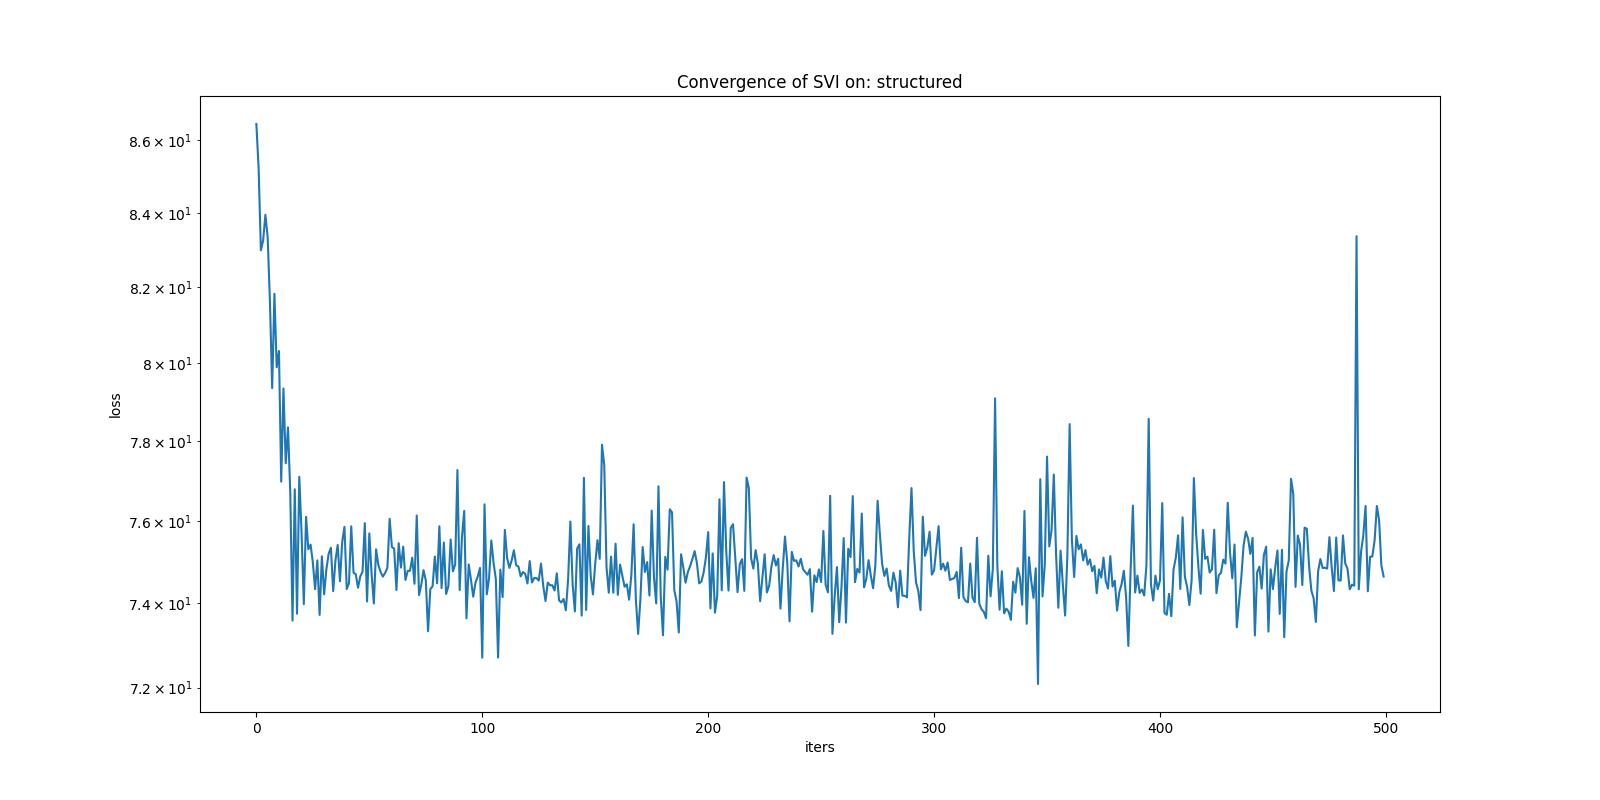 Convergence of SVI on: structured
8.6 × 10¹
8.4 × 10¹
8.2 × 10¹
8 × 10¹
7.8 × 10¹
7.6 × 10¹
7.4 × 10¹
7.2 × 10¹
loss
0 100 200 300 400 500
iters